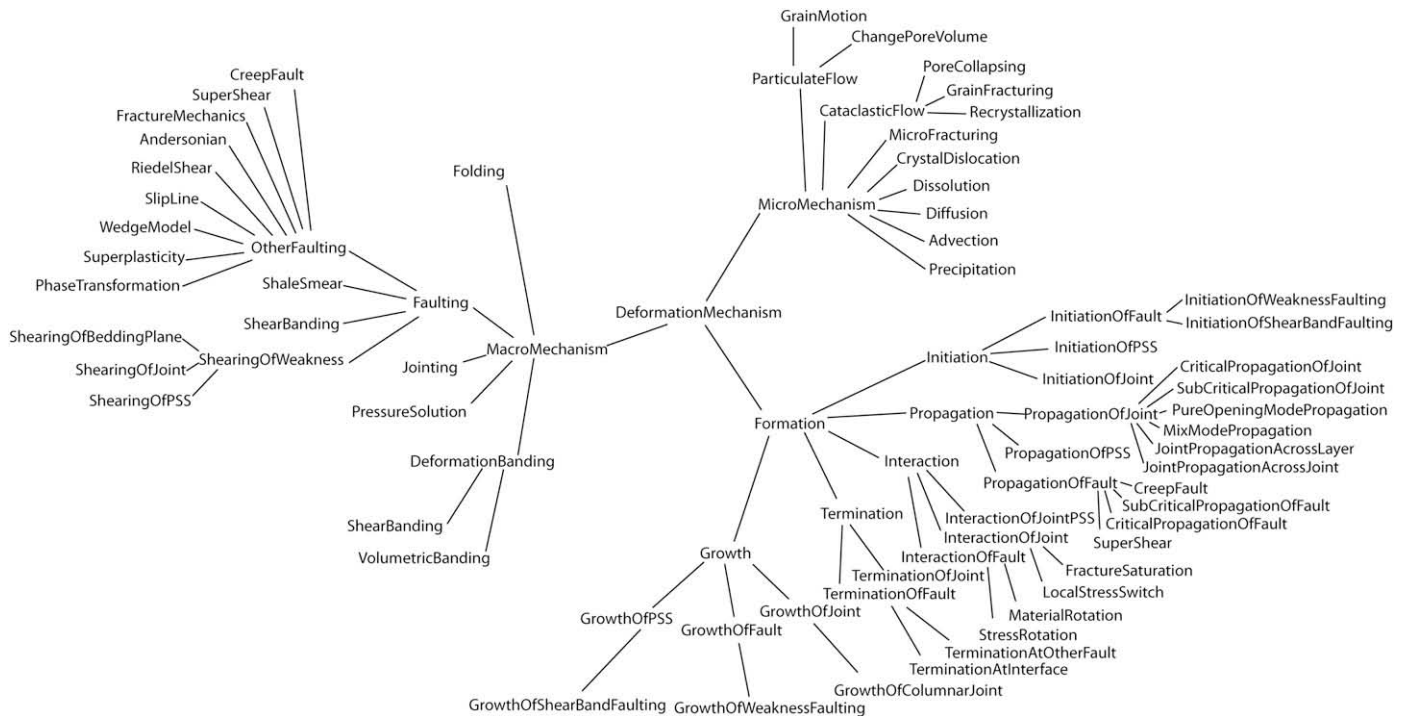 GrainMotion
ChangePoreVolume
ParticulateFlow
PoreCollapsing
GrainFracturing
CataclasticFlow
Recrystallization
MicroFracturing
CrystalDislocation
Dissolution
MicroMechanism
Diffusion
Advection
Precipitation
CreepFault
SuperShear
FractureMechanics
Andersonian
RiedelShear
SlipLine
WedgeModel
OtherFaulting
Superplasticity
PhaseTransformation
Folding
ShaleSmear
Faulting
ShearBanding
ShearingOfBeddingPlane
ShearingOfWeakness
ShearingOfJoint
ShearingOfPSS
DeformationMechanism
MacroMechanism
Jointing
PressureSolution
DeformationBanding
ShearBanding
VolumetricBanding
Formation
Initiation
InitiationOfFault
InitiationOfWeaknessFaulting
InitiationOfShearBandFaulting
InitiationOfPSS
InitiationOfJoint
Propagation
PropagationOfJoint
CriticalPropagationOfJoint
SubCriticalPropagationOfJoint
PureOpeningModePropagation
MixModePropagation
JointPropagationAcrossLayer
JointPropagationAcrossJoint
PropagationOfPSS
PropagationOfFault
CreepFault
SubCriticalPropagationOfFault
CriticalPropagationOfFault
SuperShear
Interaction
InteractionOfJointPSS
InteractionOfJoint
InteractionOfFault
FractureSaturation
LocalStressSwitch
MaterialRotation
StressRotation
Termination
TerminationOfJoint
TerminationOfFault
TerminationAtOtherFault
TerminationAtInterface
Growth
GrowthOfPSS
GrowthOfFault
GrowthOfJoint
GrowthOfShearBandFaulting
GrowthOfWeaknessFaulting
GrowthOfColumnarJoint